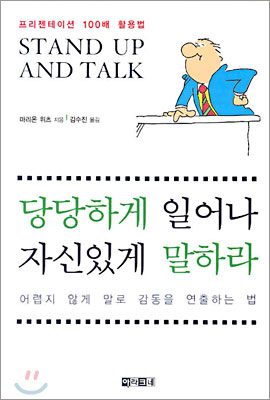 프리젠테이션 100배 활용법
STAND UP
AND TALK
마리온 위츠 지음 | 김수진 옮김
당당하게 일어나
자신있게 말하라
어렵지 않게 말로 감동을 연출하는 법
아라크네